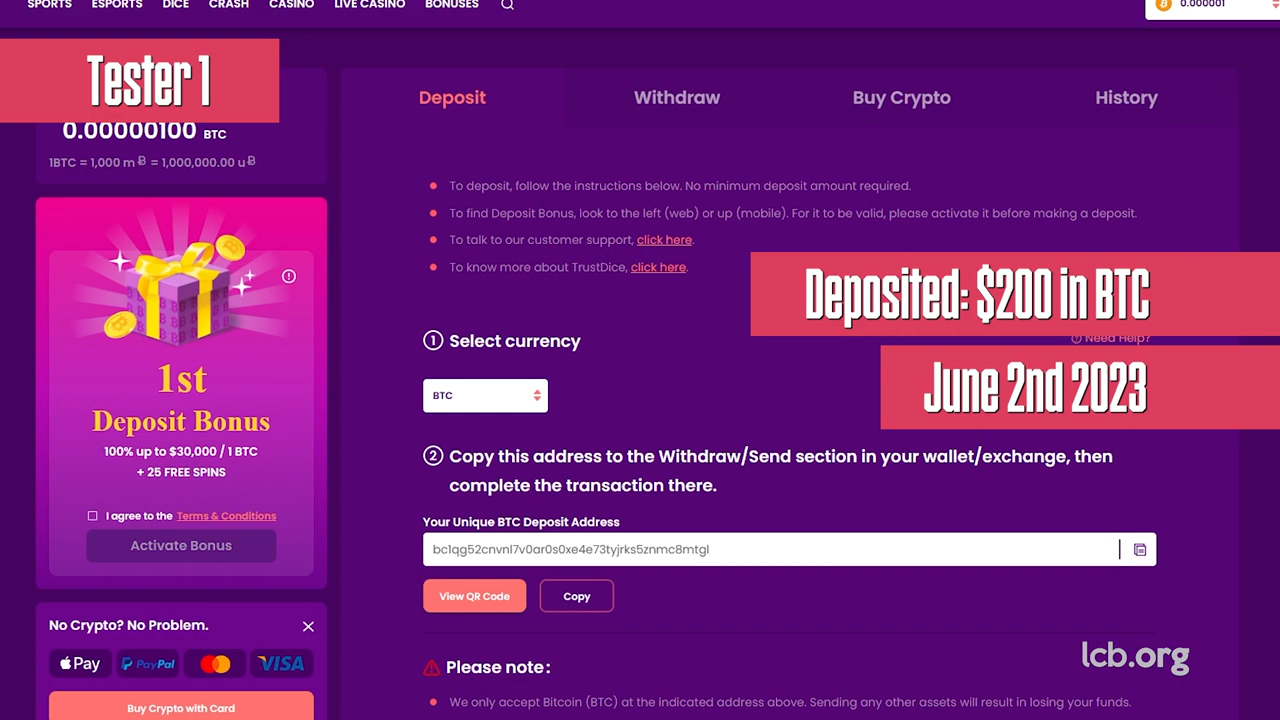 SPORTS ESPORTS DICE CRASH CASINO LIVE CASINO BONUSES
0.000001
Tester 1
0.00000100 BTC
1BTC = 1,000 m Ƀ = 1,000,000.00 u Ƀ
1st
Deposit Bonus
100% up to $30,000 / 1 BTC
+ 25 FREE SPINS
I agree to the Terms & Conditions
Activate Bonus
No Crypto? No Problem.
Pay PayPal VISA
Buy Crypto with Card
Deposit Withdraw Buy Crypto History
To deposit, follow the instructions below. No minimum deposit amount required.
To find Deposit Bonus, look to the left (web) or up (mobile). For it to be valid, please activate it before making a deposit.
To talk to our customer support, click here.
To know more about TrustDice, click here.
Deposited: $200 in BTC
Need Help?
June 2nd 2023
1 Select currency
BTC
2 Copy this address to the Withdraw/Send section in your wallet/exchange, then
complete the transaction there.
Your Unique BTC Deposit Address
bc1qg52cnvnl7v0ar0s0xe4e73tyjrks5znmc8mtgl
View QR Code Copy
lcb.org
Please note:
We only accept Bitcoin (BTC) at the indicated address above. Sending any other assets will result in losing your funds.